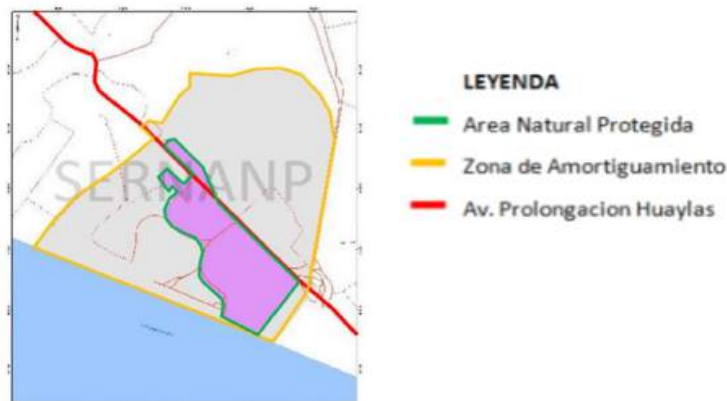 SERNANP
LEYENDA
Area Natural Protegida
Zona de Amortiguamiento
Av. Prolongacion Huaylas